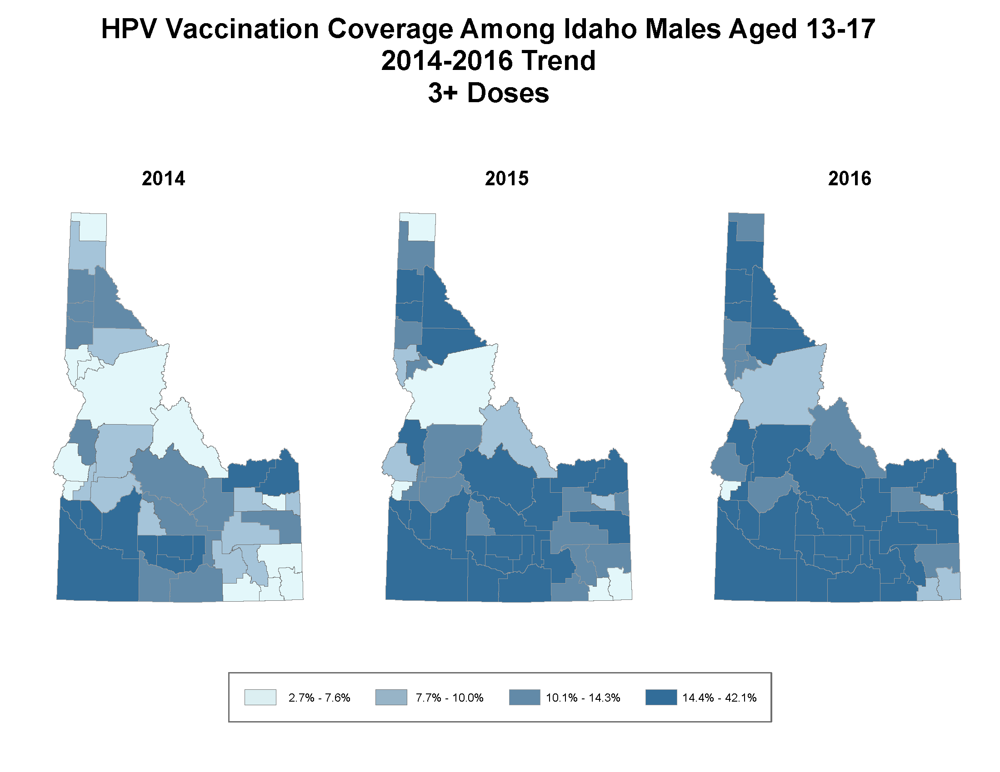 HPV Vaccination Coverage Among Idaho Males Aged 13-17
2014-2016 Trend
3+ Doses
2014
2015
2016
2.7% - 7.6%
7.7% - 10.0%
10.1% - 14.3%
14.4% - 42.1%